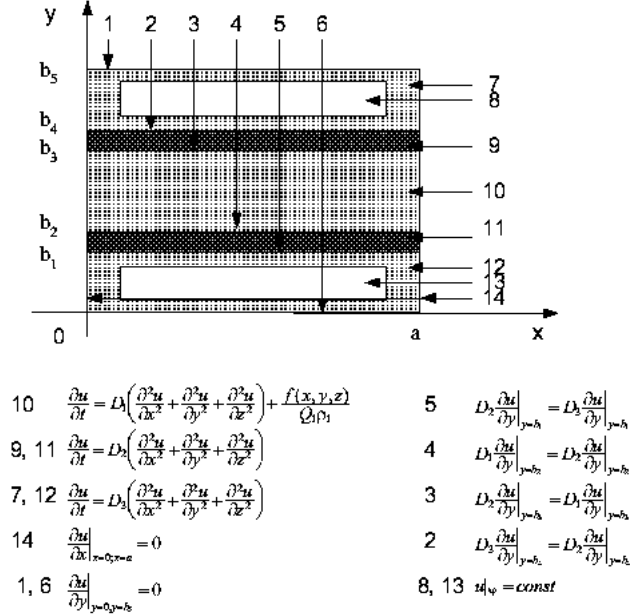 y
1 2 3 4 5 6
b₅
7
8
b₄
b₃
9
10
b₂
11
b₁
12
13
14
0 a x
10 ∂u/∂t = D₁(∂²u/∂x² + ∂²u/∂y² + ∂²u/∂z²) + f(x, y, z)/Q₁ρ₁
5 D₂ ∂u/∂y|y=b₁ = D₃ ∂u/∂y|y=b₁
9, 11 ∂u/∂t = D₂(∂²u/∂x² + ∂²u/∂y² + ∂²u/∂z²)
4 D₁ ∂u/∂y|y=b₂ = D₂ ∂u/∂y|y=b₂
7, 12 ∂u/∂t = D₃(∂²u/∂x² + ∂²u/∂y² + ∂²u/∂z²)
3 D₂ ∂u/∂y|y=b₃ = D₁ ∂u/∂y|y=b₃
14 ∂u/∂x|x=0;x=a = 0
2 D₃ ∂u/∂y|y=b₄ = D₂ ∂u/∂y|y=b₄
1, 6 ∂u/∂y|y=0,y=b₅ = 0
8, 13 u|ψ = const